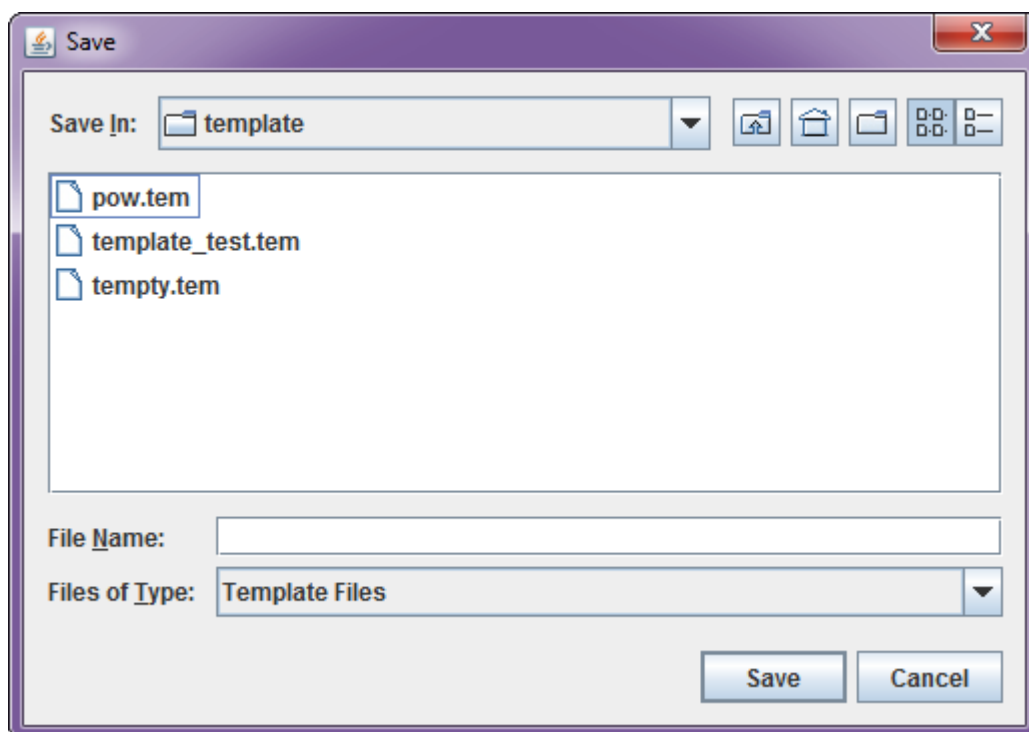 Save
Save In: template
pow.tem
template_test.tem
tempty.tem
File Name:
Files of Type: Template Files
Save Cancel